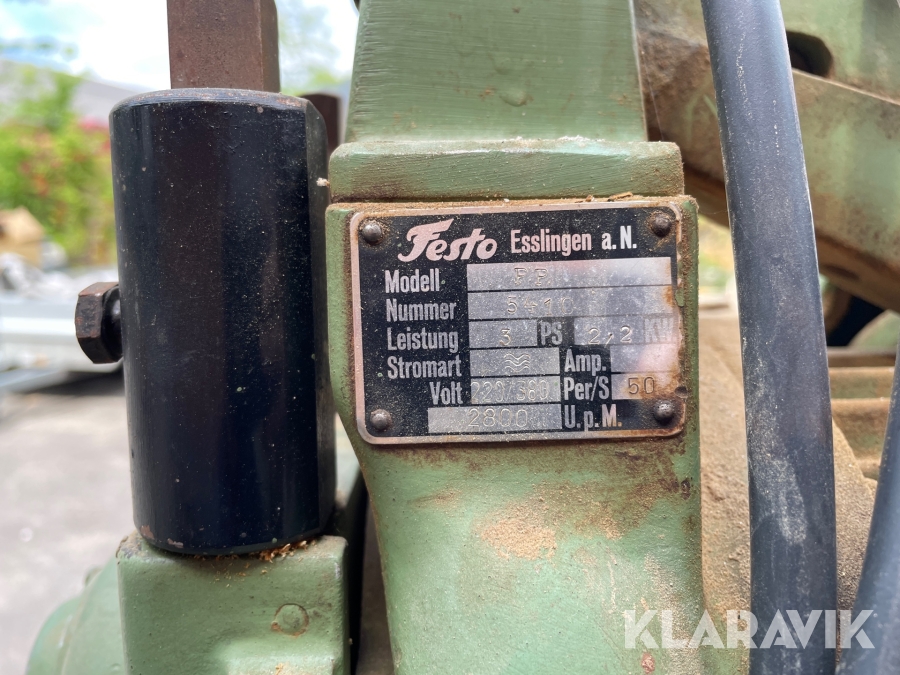 Festo Esslingen a. N.
Modell
Nummer
Leistung 3 PS 2,2 KW
Stromart Amp.
Volt 220/380 Per/S 50
2800 U.p.M.
KLARAVIK